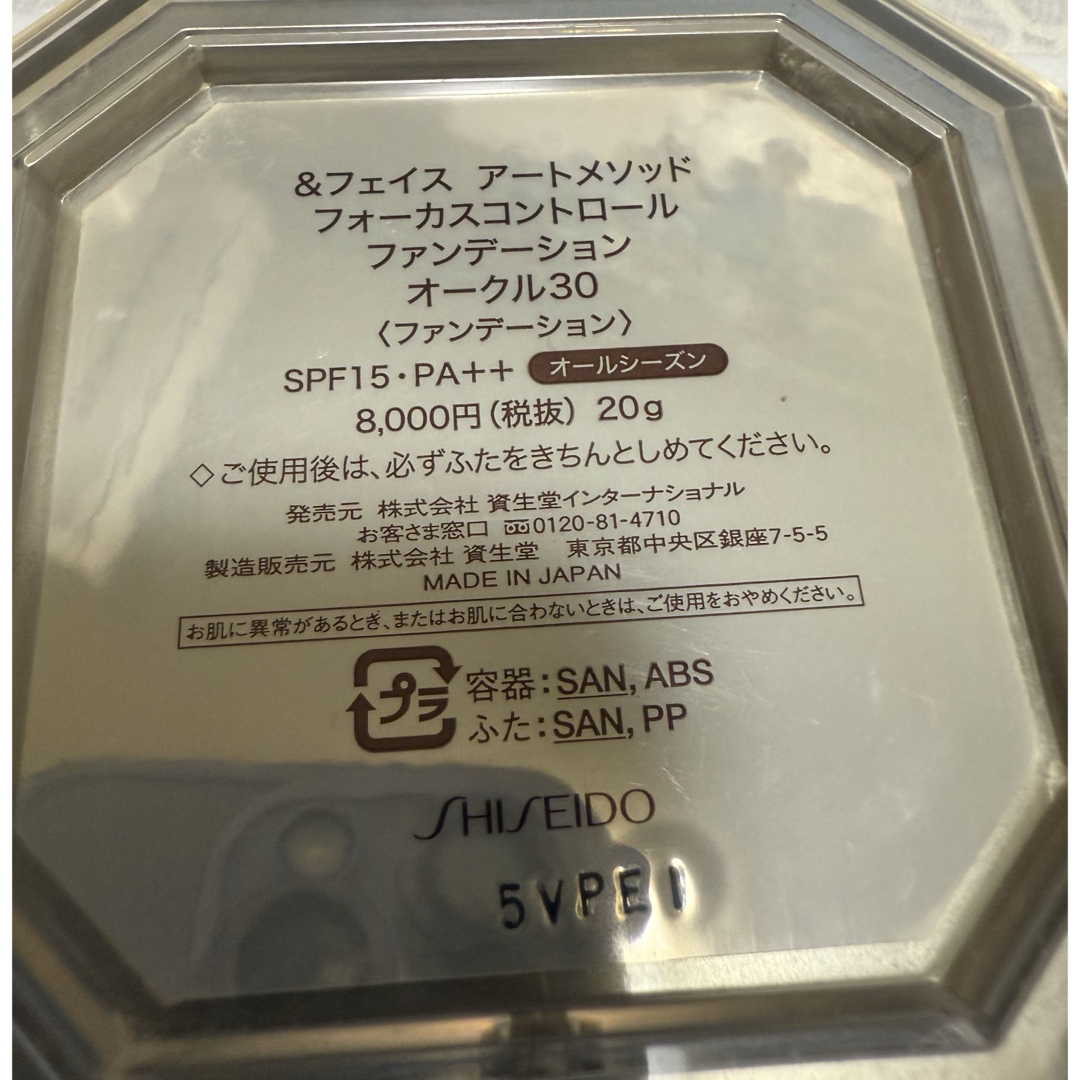 &フェイス アートメソッド
フォーカスコントロール
ファンデーション
オークル30
〈ファンデーション〉
SPF15・PA++ オールシーズン
8,000円(税抜) 20g
◇ご使用後は、必ずふたをきちんとしめてください。
発売元 株式会社 資生堂インターナショナル
お客さま窓口 0120-81-4710
製造販売元 株式会社 資生堂 東京都中央区銀座7-5-5
MADE IN JAPAN
お肌に異常があるとき、またはお肌に合わないときは、ご使用をおやめください。
プラ 容器:SAN, ABS
ふた:SAN, PP
SHISEIDO
5VPE1